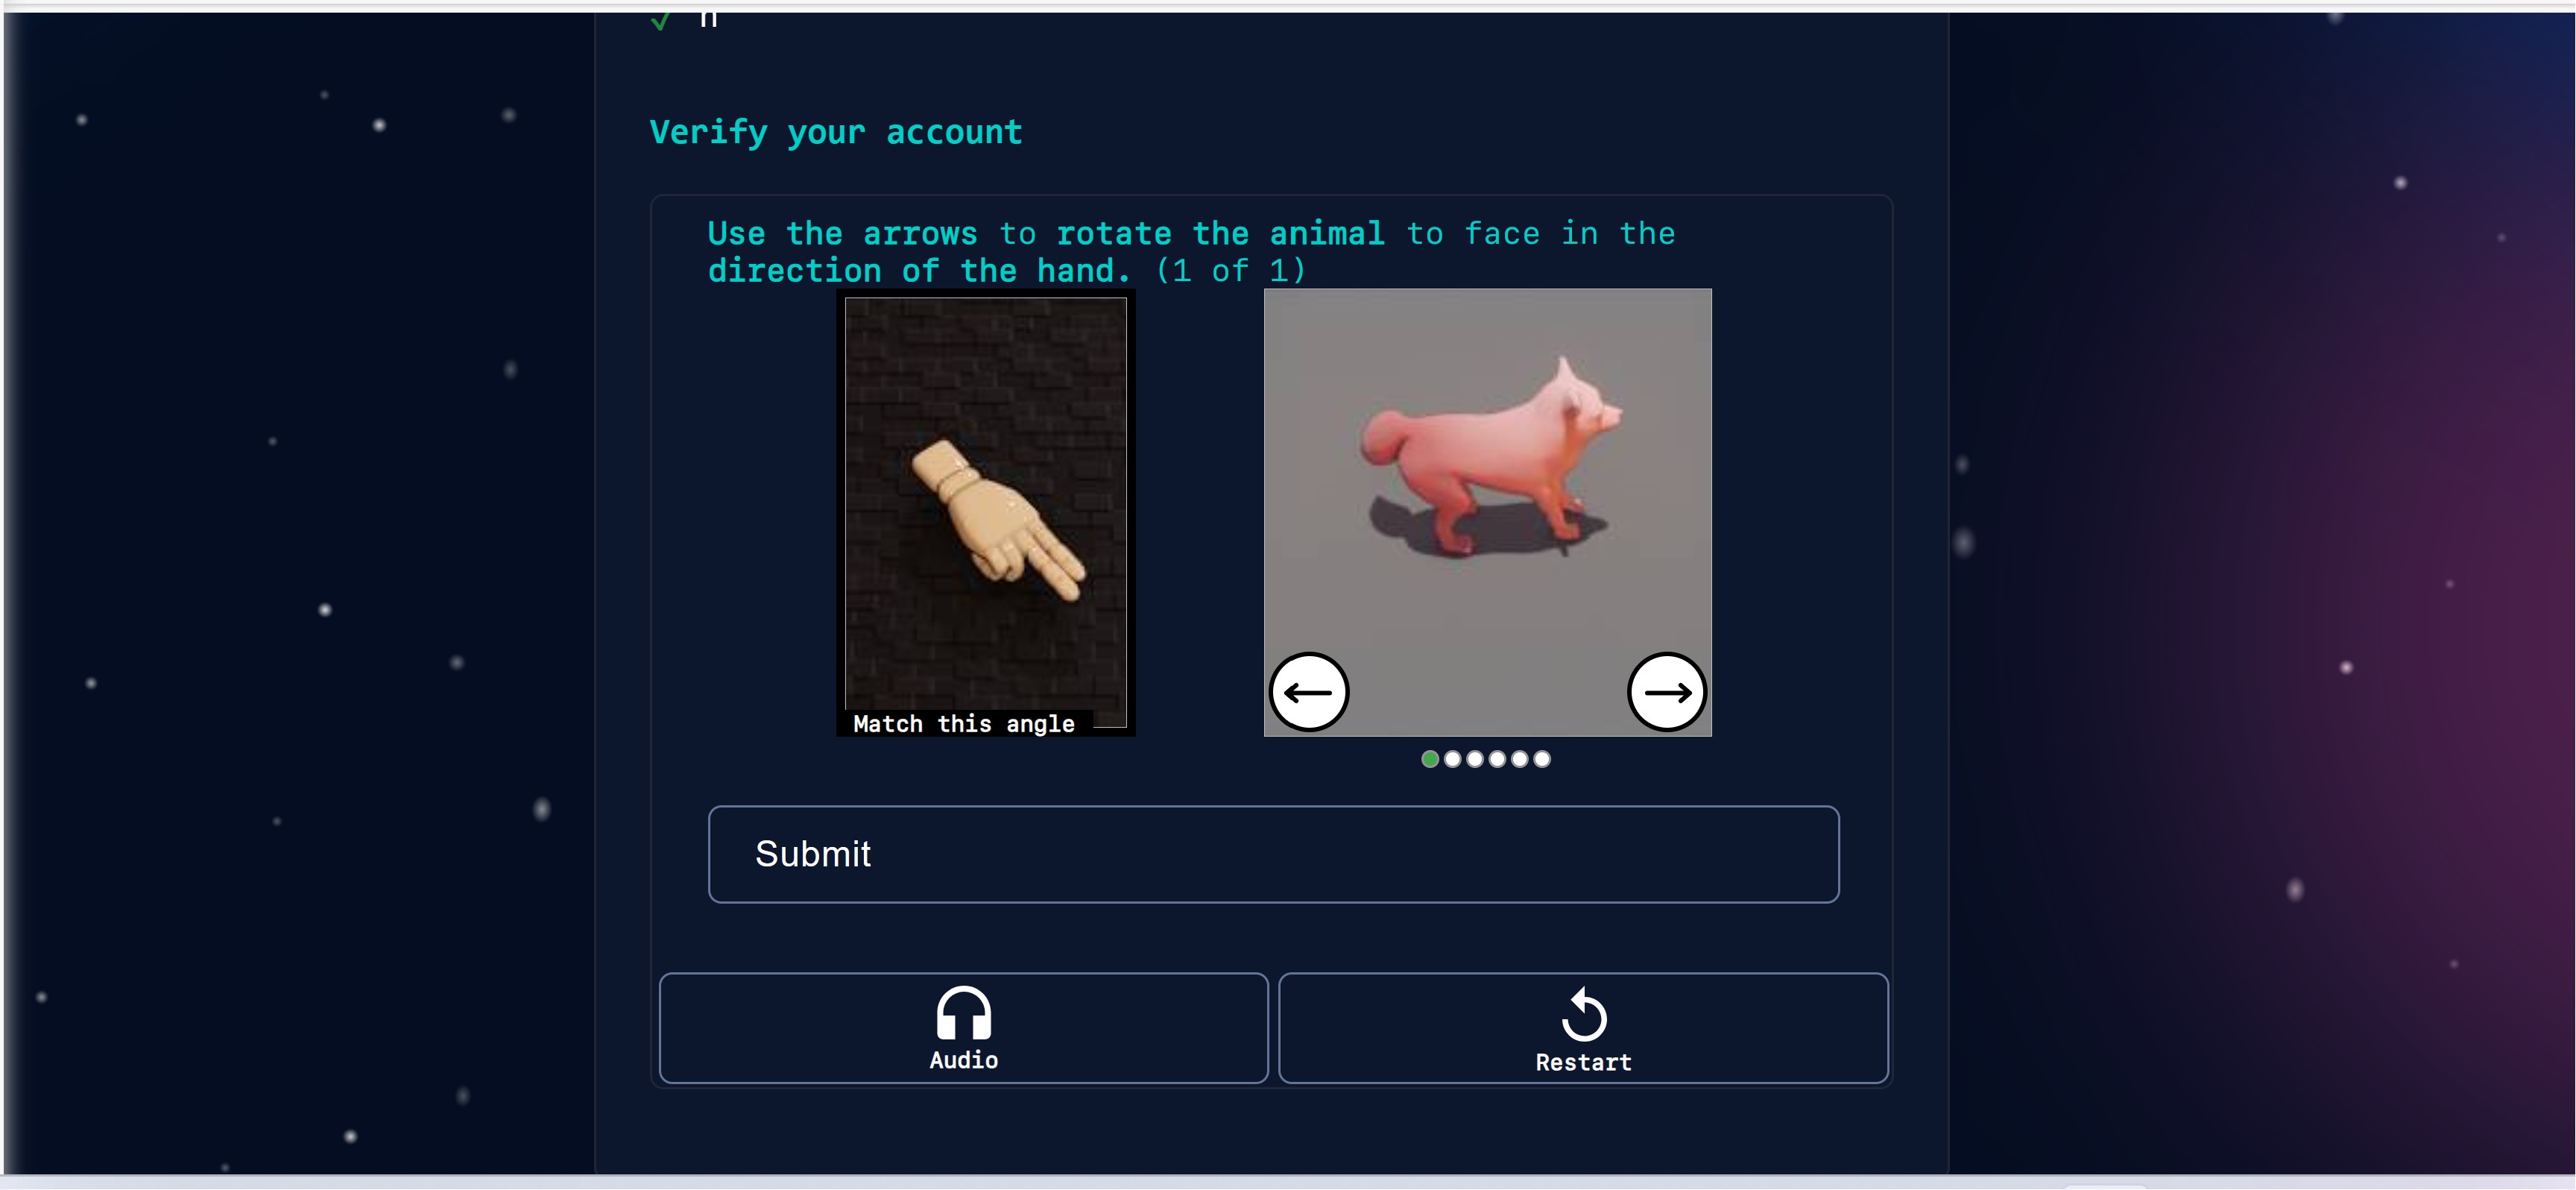 Verify your account
Use the arrows to rotate the animal to face in the
direction of the hand. (1 of 1)
Match this angle
Submit
Audio
Restart